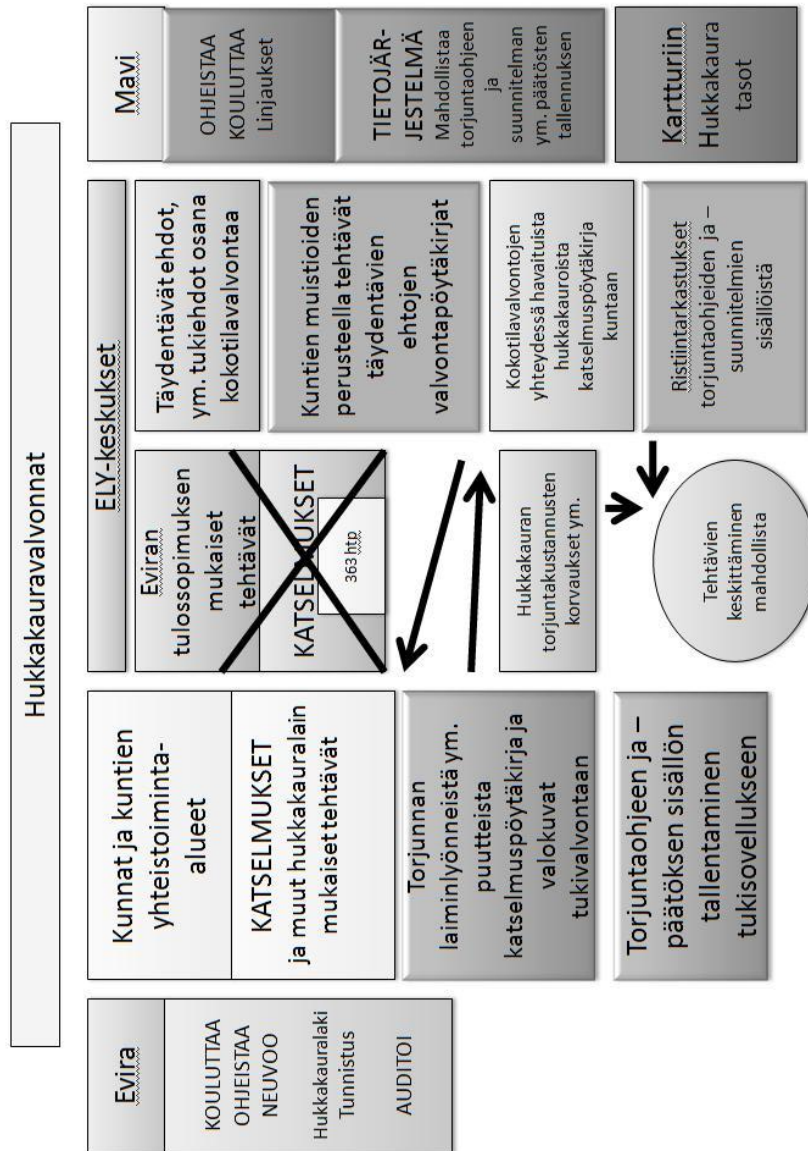 Hukkakauravalvonnat
Evira
KOULUTTAA
OHJEISTAA
NEUVOO
Hukkakauralaki
Tunnistus
AUDITOI
Kunnat ja kuntien
yhteistoiminta-
alueet
KATSELMUKSET
ja muut hukkakauralain
mukaiset tehtävät
Torjunnan
laiminlyönneistä ym.
puutteista
katselmuspöytäkirja ja
valokuvat
tukivalvontaan
Torjuntaohjeen ja –
päätöksen sisällön
tallentaminen
tukisovellukseen
ELY-keskukset
Eviran
tulossopimuksen
mukaiset
tehtävät
KATSELMUKSET
363 htp
Hukkakauran
torjuntakustannusten
korvaukset ym.
Tehtävien
keskittäminen
mahdollista
Täydentävät ehdot,
ym. tukiehdot osana
kokotilavalvontaa
Kuntien muistioiden
perusteella tehtävät
täydentävien
ehtojen
valvontapöytäkirjat
Kokotilavalvontojen
yhteydessä havaituista
hukkakauroista
katselmuspöytäkirja
kuntaan
Ristiintarkastukset
torjuntaohjeiden ja –
suunnitelmien
sisällöistä
Mavi
OHJEISTAA
KOULUTTAA
Linjaukset
TIETOJÄR-
JESTELMÄ
Mahdollistaa
torjuntaohjeen
ja
suunnitelman
ym. päätösten
tallennuksen
Kartturiin
Hukkakaura
tasot